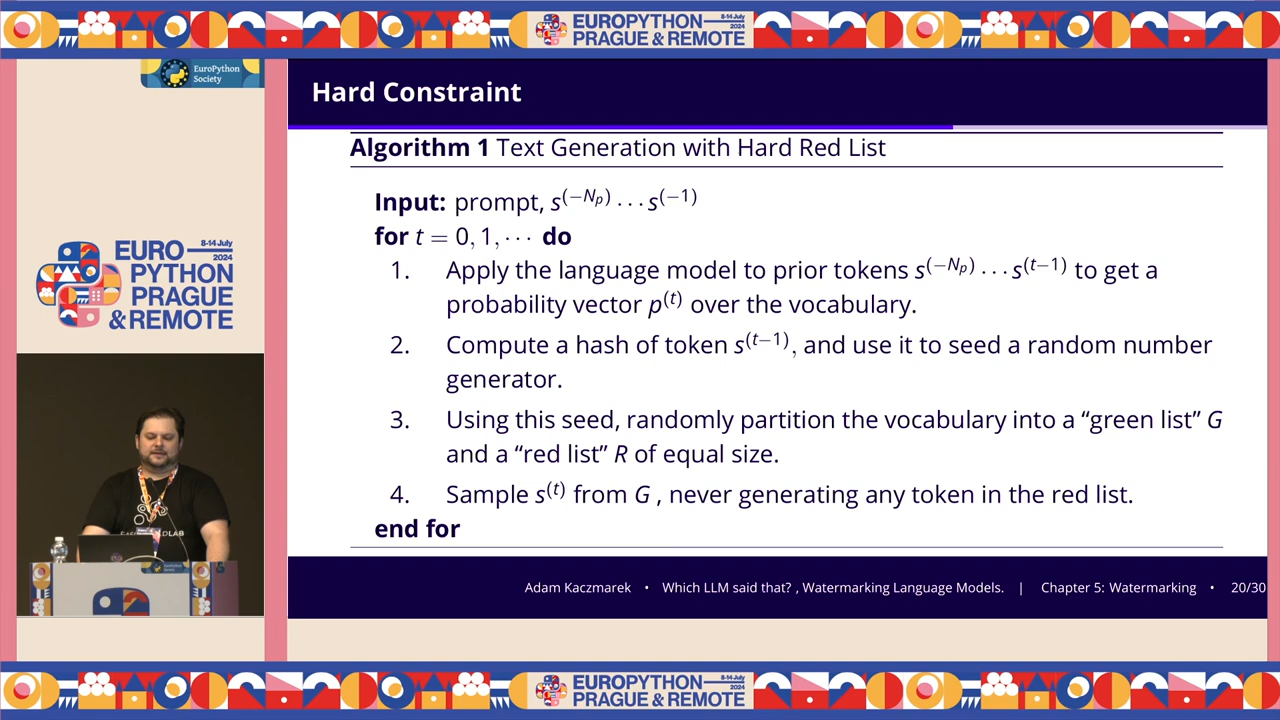 EUROPYTHON
8-14 July
2024
PRAGUE & REMOTE
EuroPython
Society
Hard Constraint
Algorithm 1 Text Generation with Hard Red List
Input: prompt, s^(−N_p) ··· s^(−1)
for t = 0, 1, ··· do
1. Apply the language model to prior tokens s^(−N_p) ··· s^(t−1) to get a
probability vector p^(t) over the vocabulary.
2. Compute a hash of token s^(t−1), and use it to seed a random number
generator.
3. Using this seed, randomly partition the vocabulary into a “green list” G
and a “red list” R of equal size.
4. Sample s^(t) from G , never generating any token in the red list.
end for
Adam Kaczmarek • Which LLM said that? , Watermarking Language Models. | Chapter 5: Watermarking • 20/30
EURO
8-14 July
2024
PYTHON
PRAGUE
& REMOTE
EUROPYTHON
8-14 July
2024
PRAGUE & REMOTE